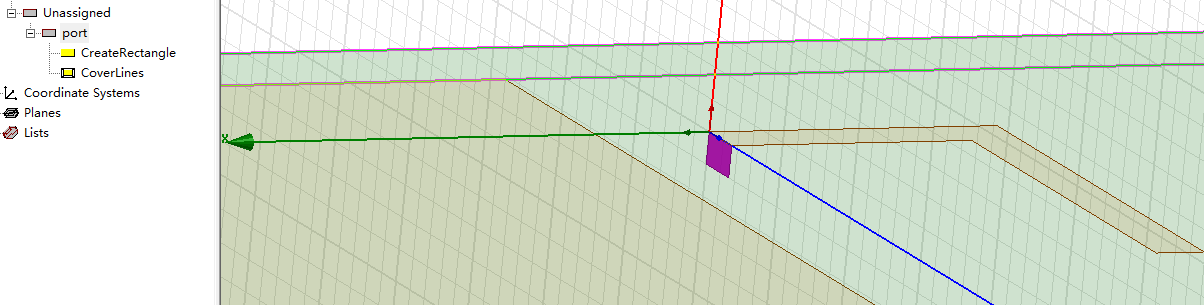 Unassigned
port
CreateRectangle
CoverLines
Coordinate Systems
Planes
Lists